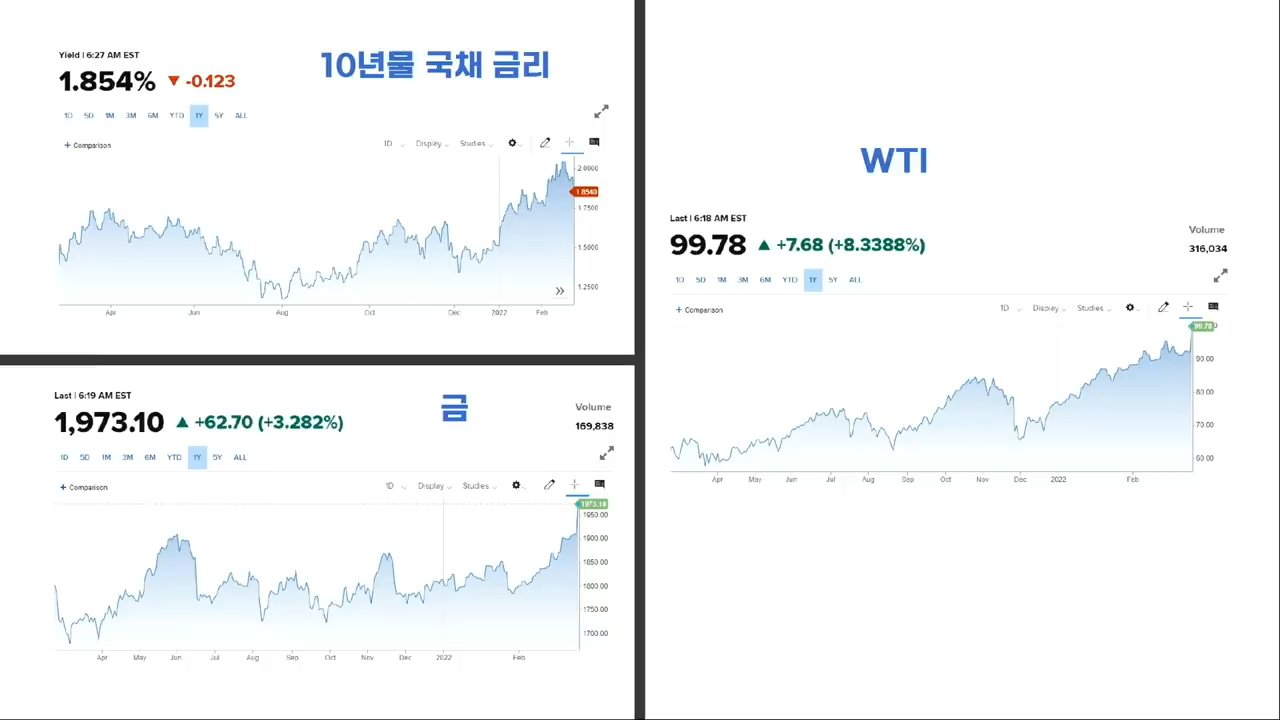 Yield | 6:27 AM EST
10년물 국채 금리
1.854% ▼ -0.123
1D 5D 1M 3M 6M YTD 1Y 5Y ALL
+ Comparison 1D Display Studies
2.0000
1.8540
1.7500
1.5000
1.2500
Apr Jun Aug Oct Dec 2022 Feb
Last | 6:19 AM EST
금
Volume
1,973.10 ▲ +62.70 (+3.282%)
169,838
1D 5D 1M 3M 6M YTD 1Y 5Y ALL
+ Comparison 1D Display Studies
1973.10
1950.00
1900.00
1850.00
1800.00
1750.00
1700.00
Apr May Jun Jul Aug Sep Oct Nov Dec 2022 Feb
WTI
Last | 6:18 AM EST
Volume
99.78 ▲ +7.68 (+8.3388%)
316,034
1D 5D 1M 3M 6M YTD 1Y 5Y ALL
+ Comparison 1D Display Studies
99.78
90.00
80.00
70.00
60.00
Apr May Jun Jul Aug Sep Oct Nov Dec 2022 Feb